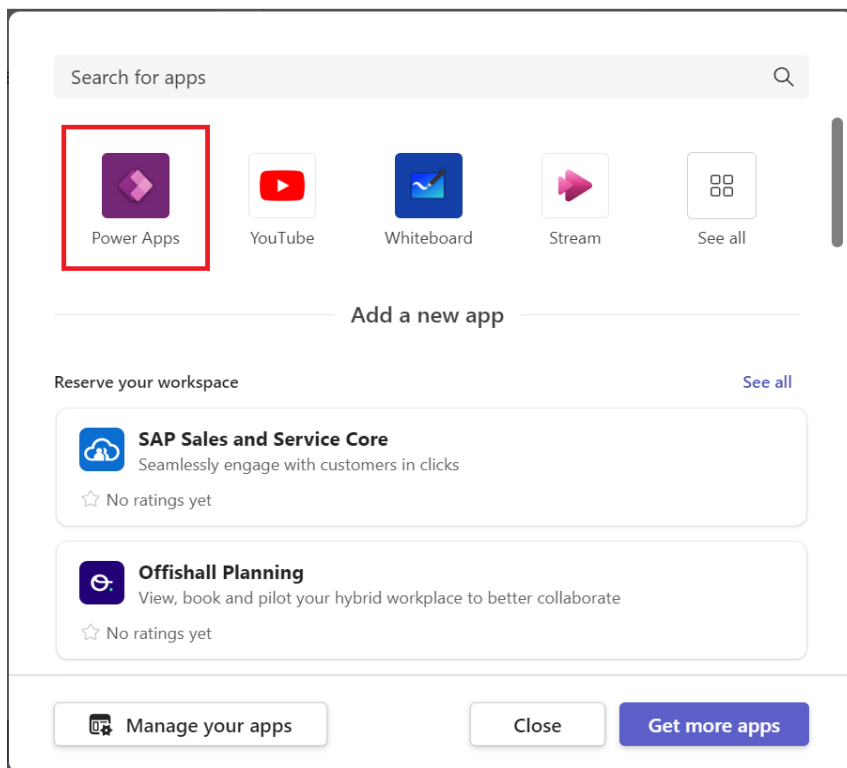 Search for apps
Power Apps
YouTube
Whiteboard
Stream
See all
Add a new app
Reserve your workspace
See all
SAP Sales and Service Core
Seamlessly engage with customers in clicks
No ratings yet
Offishall Planning
View, book and pilot your hybrid workplace to better collaborate
No ratings yet
Manage your apps
Close
Get more apps